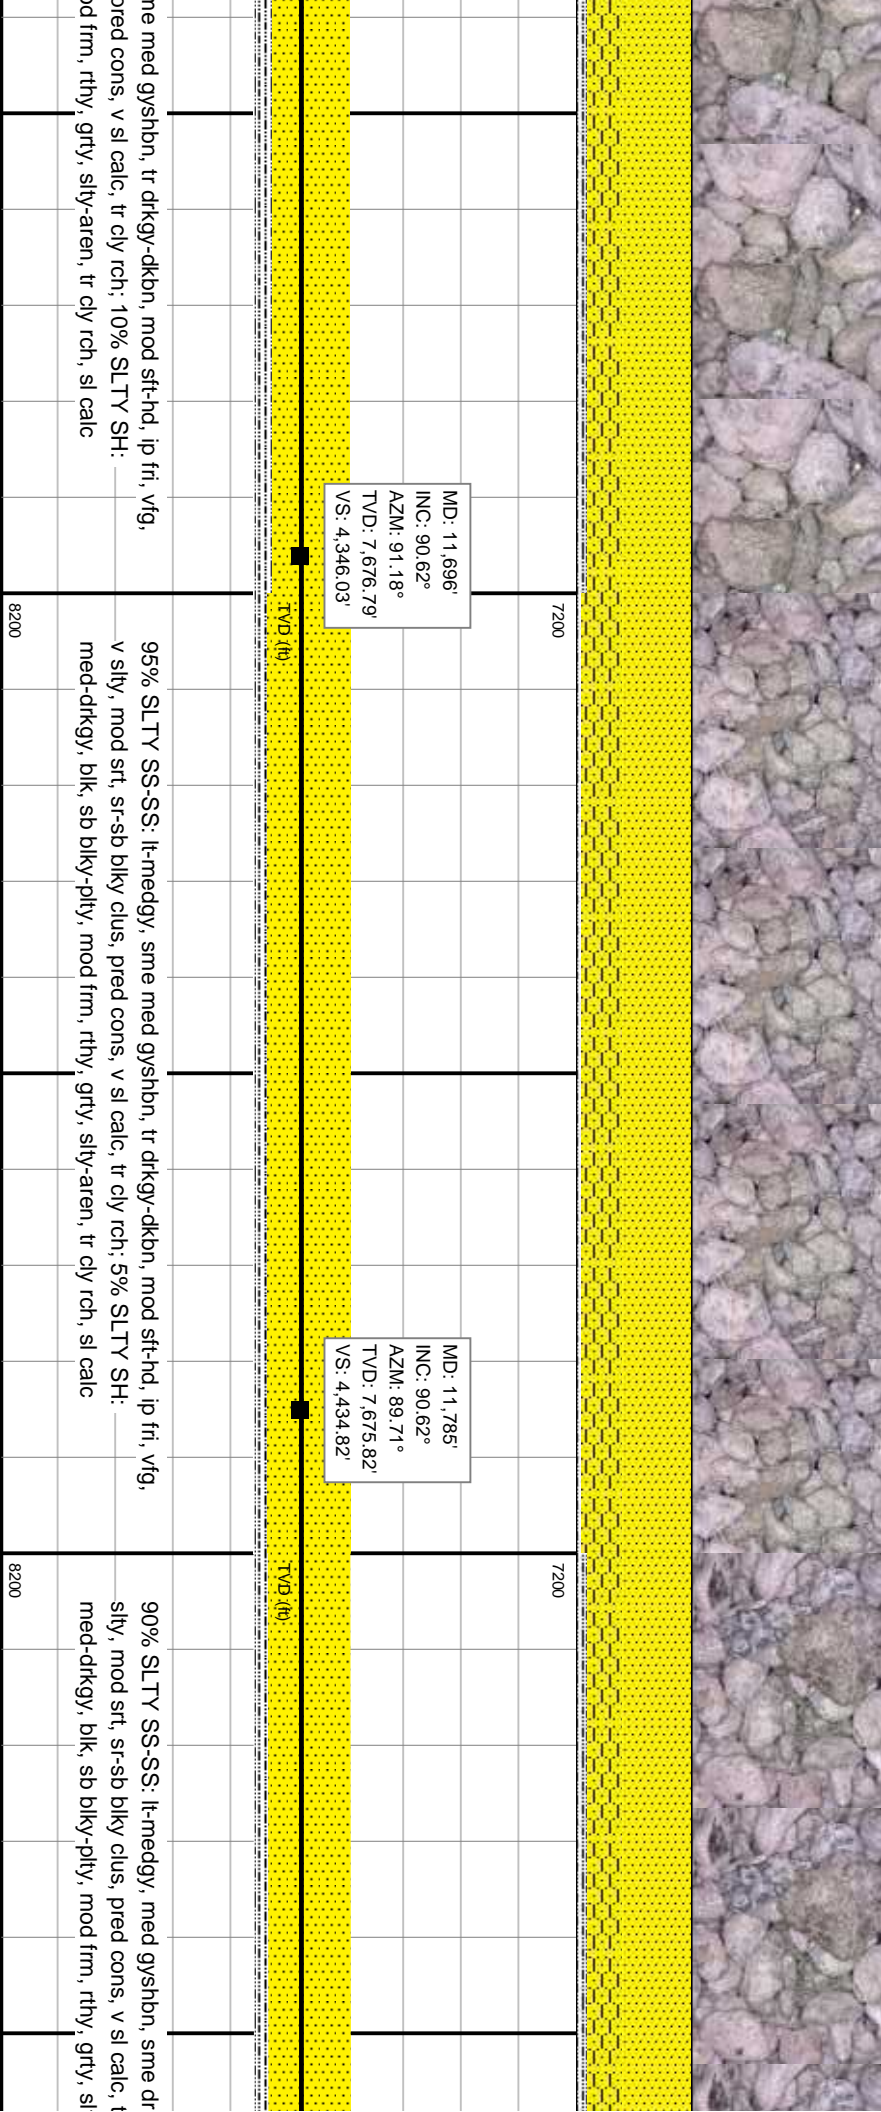 me med gyshbn, tr drkgy-dkbn, mod sft-hd, ip fri, vfg,
pred cons, v sl calc, tr cly rch; 10% SLTY SH:
od frm, rthy, grty, slty-aren, tr cly rch, sl calc
MD: 11,696'
INC: 90.62°
AZM: 91.18°
TVD: 7,676.79'
VS: 4,346.03'
7200
TVD (ft)
8200
95% SLTY SS-SS: lt-medgy, sme med gyshbn, tr drkgy-dkbn, mod sft-hd, ip fri, vfg,
v slty, mod srt, sr-sb blky clus, pred cons, v sl calc, tr cly rch; 5% SLTY SH:
med-drkgy, blk, sb blky-plty, mod frm, rthy, grty, slty-aren, tr cly rch, sl calc
MD: 11,785'
INC: 90.62°
AZM: 89.71°
TVD: 7,675.82'
VS: 4,434.82'
7200
TVD (ft)
8200
90% SLTY SS-SS: lt-medgy, med gyshbn, sme dr
slty, mod srt, sr-sb blky clus, pred cons, v sl calc, t
med-drkgy, blk, sb blky-plty, mod frm, rthy, grty, sl